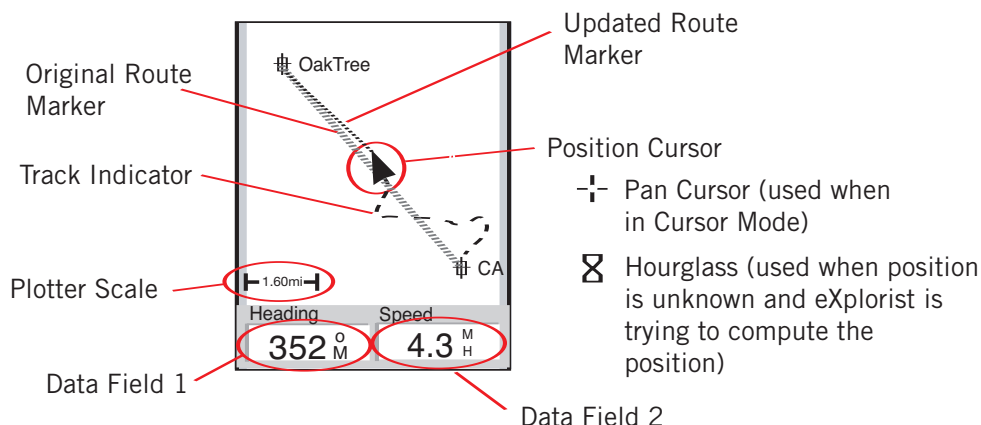 Updated Route
Marker
Original Route
Marker
OakTree
Position Cursor
Track Indicator
Pan Cursor (used when
in Cursor Mode)
CA
Hourglass (used when position
is unknown and eXplorist is
trying to compute the
position)
1.60mi
Plotter Scale
Heading
Speed
352 o M
4.3 M H
Data Field 1
Data Field 2